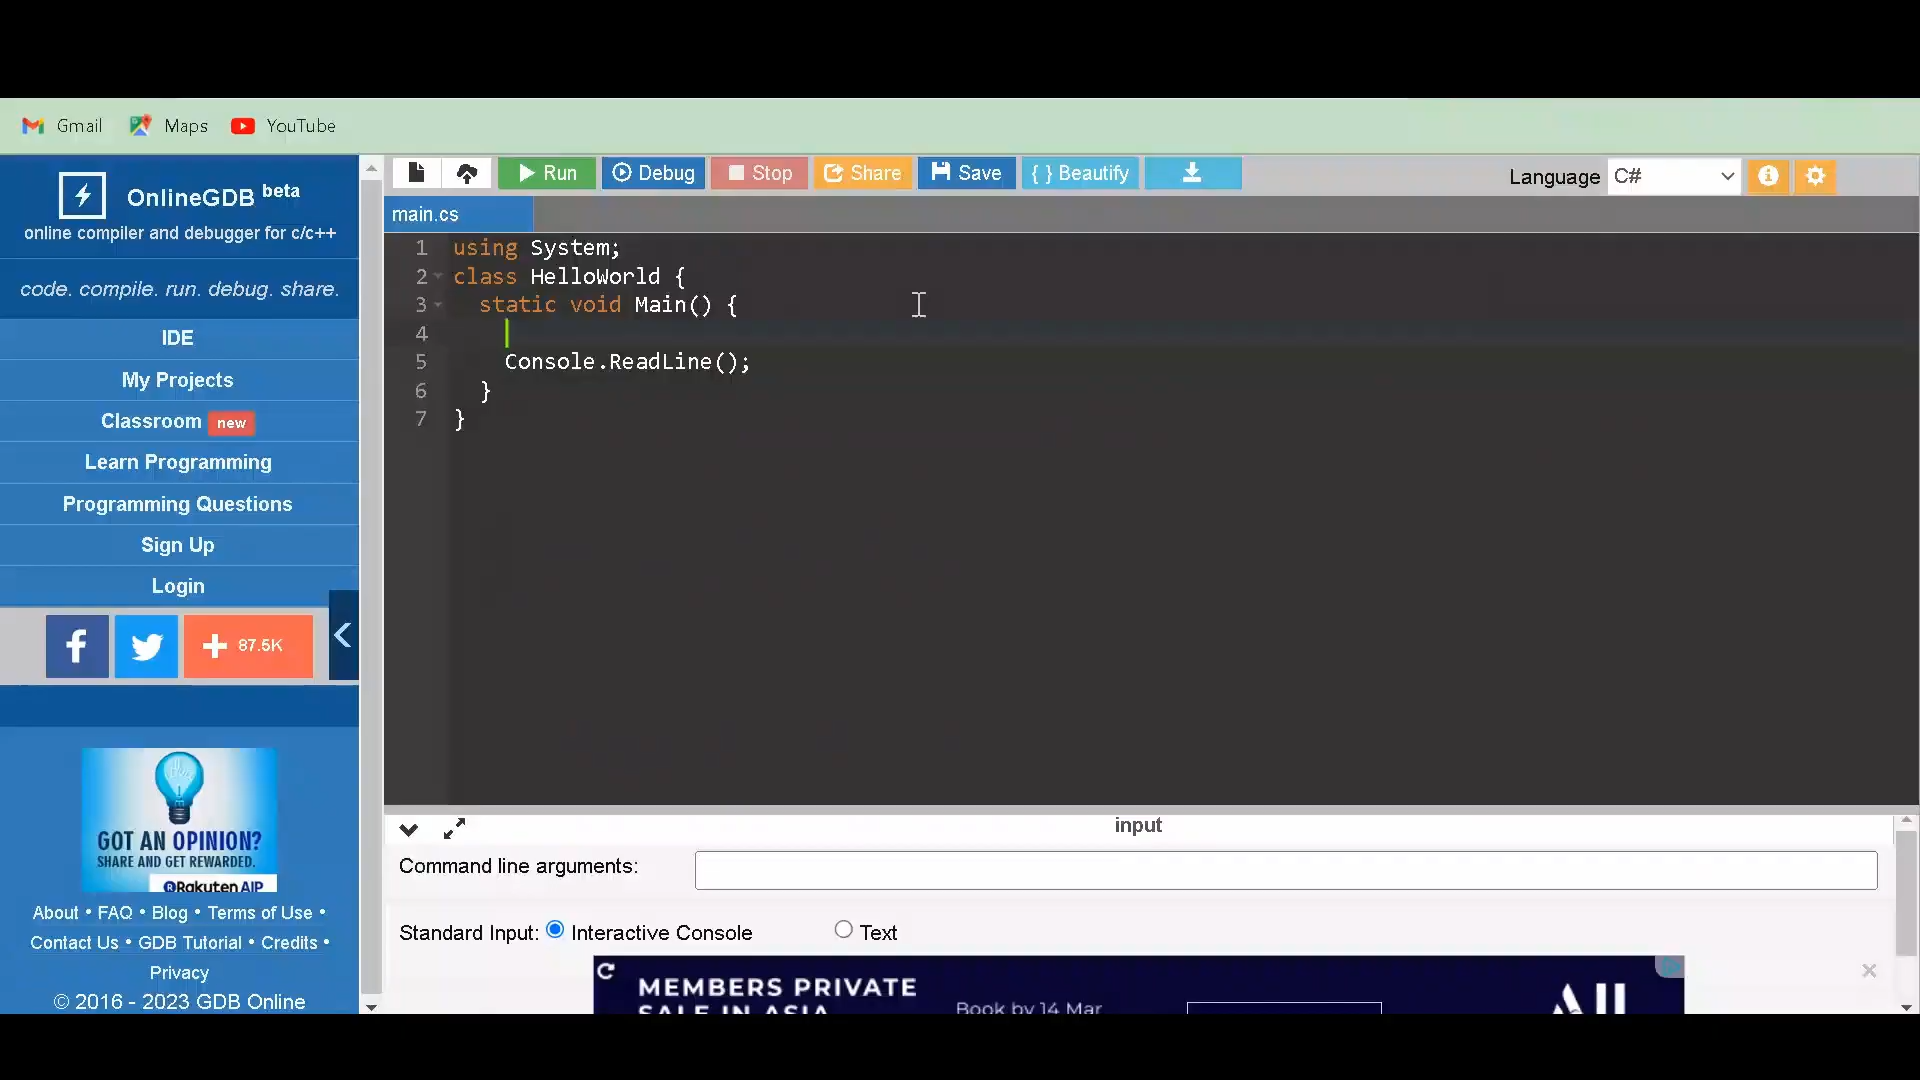 Gmail Maps YouTube
OnlineGDB beta
online compiler and debugger for c/c++
code. compile. run. debug. share.
IDE
My Projects
Classroom new
Learn Programming
Programming Questions
Sign Up
Login
87.5K
GOT AN OPINION?
SHARE AND GET REWARDED.
Rakuten AIP
About • FAQ • Blog • Terms of Use •
Contact Us • GDB Tutorial • Credits •
Privacy
© 2016 - 2023 GDB Online
Run Debug Stop Share Save { } Beautify
Language C#
main.cs
1 using System;
2 class HelloWorld {
3 static void Main() {
4
5 Console.ReadLine();
6 }
7 }
input
Command line arguments:
Standard Input: Interactive Console Text
MEMBERS PRIVATE
SALE IN ASIA
Book by 14 Mar
ALL